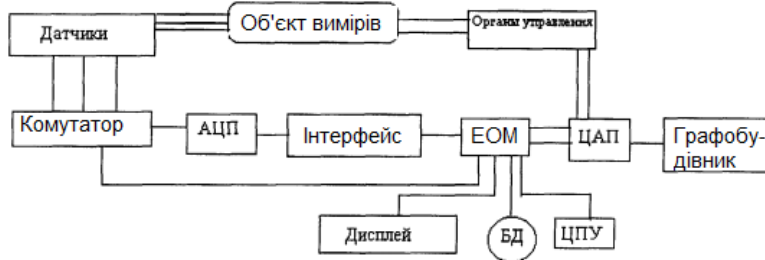 Датчики
Об'єкт вимірів
Органы управления
Комутатор
АЦП
Інтерфейс
ЕОМ
ЦАП
Графобу-
дівник
Дисплей
БД
ЦПУ